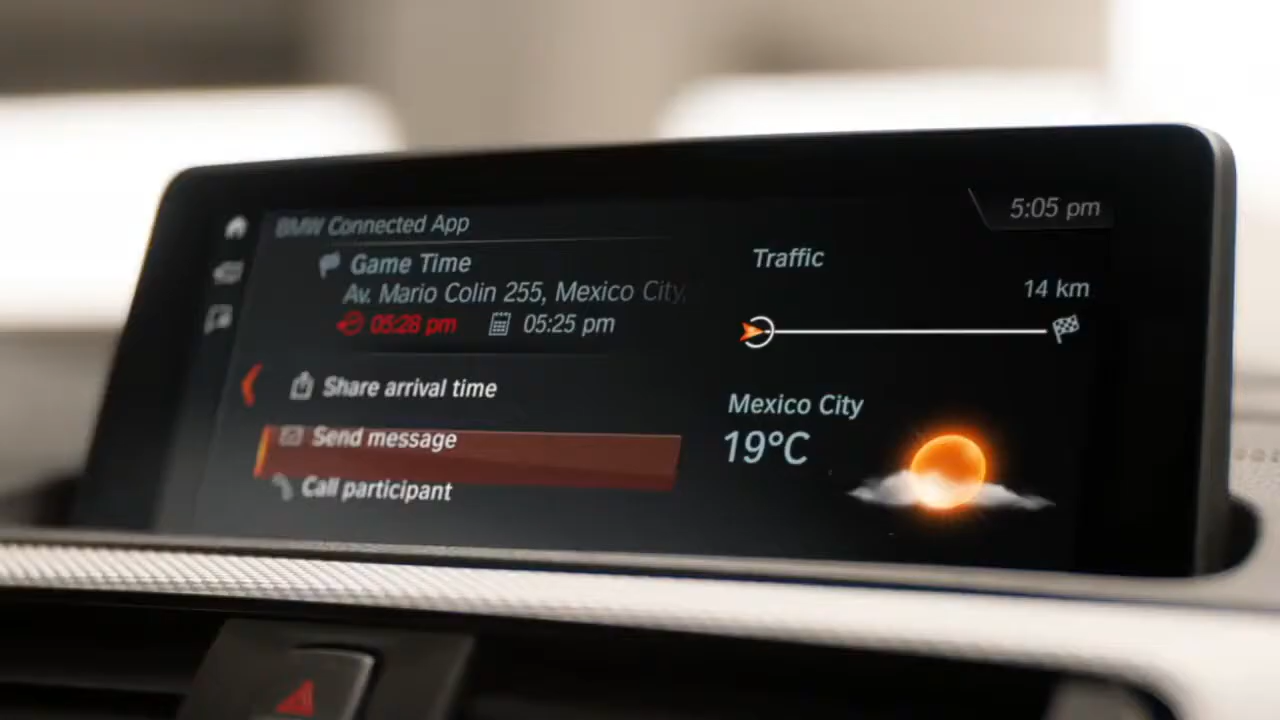 BMW Connected App
Game Time
Av. Mario Colin 255, Mexico City,
05:28 pm 05:25 pm
Share arrival time
Send message
Call participant
5:05 pm
Traffic
14 km
Mexico City
19°C